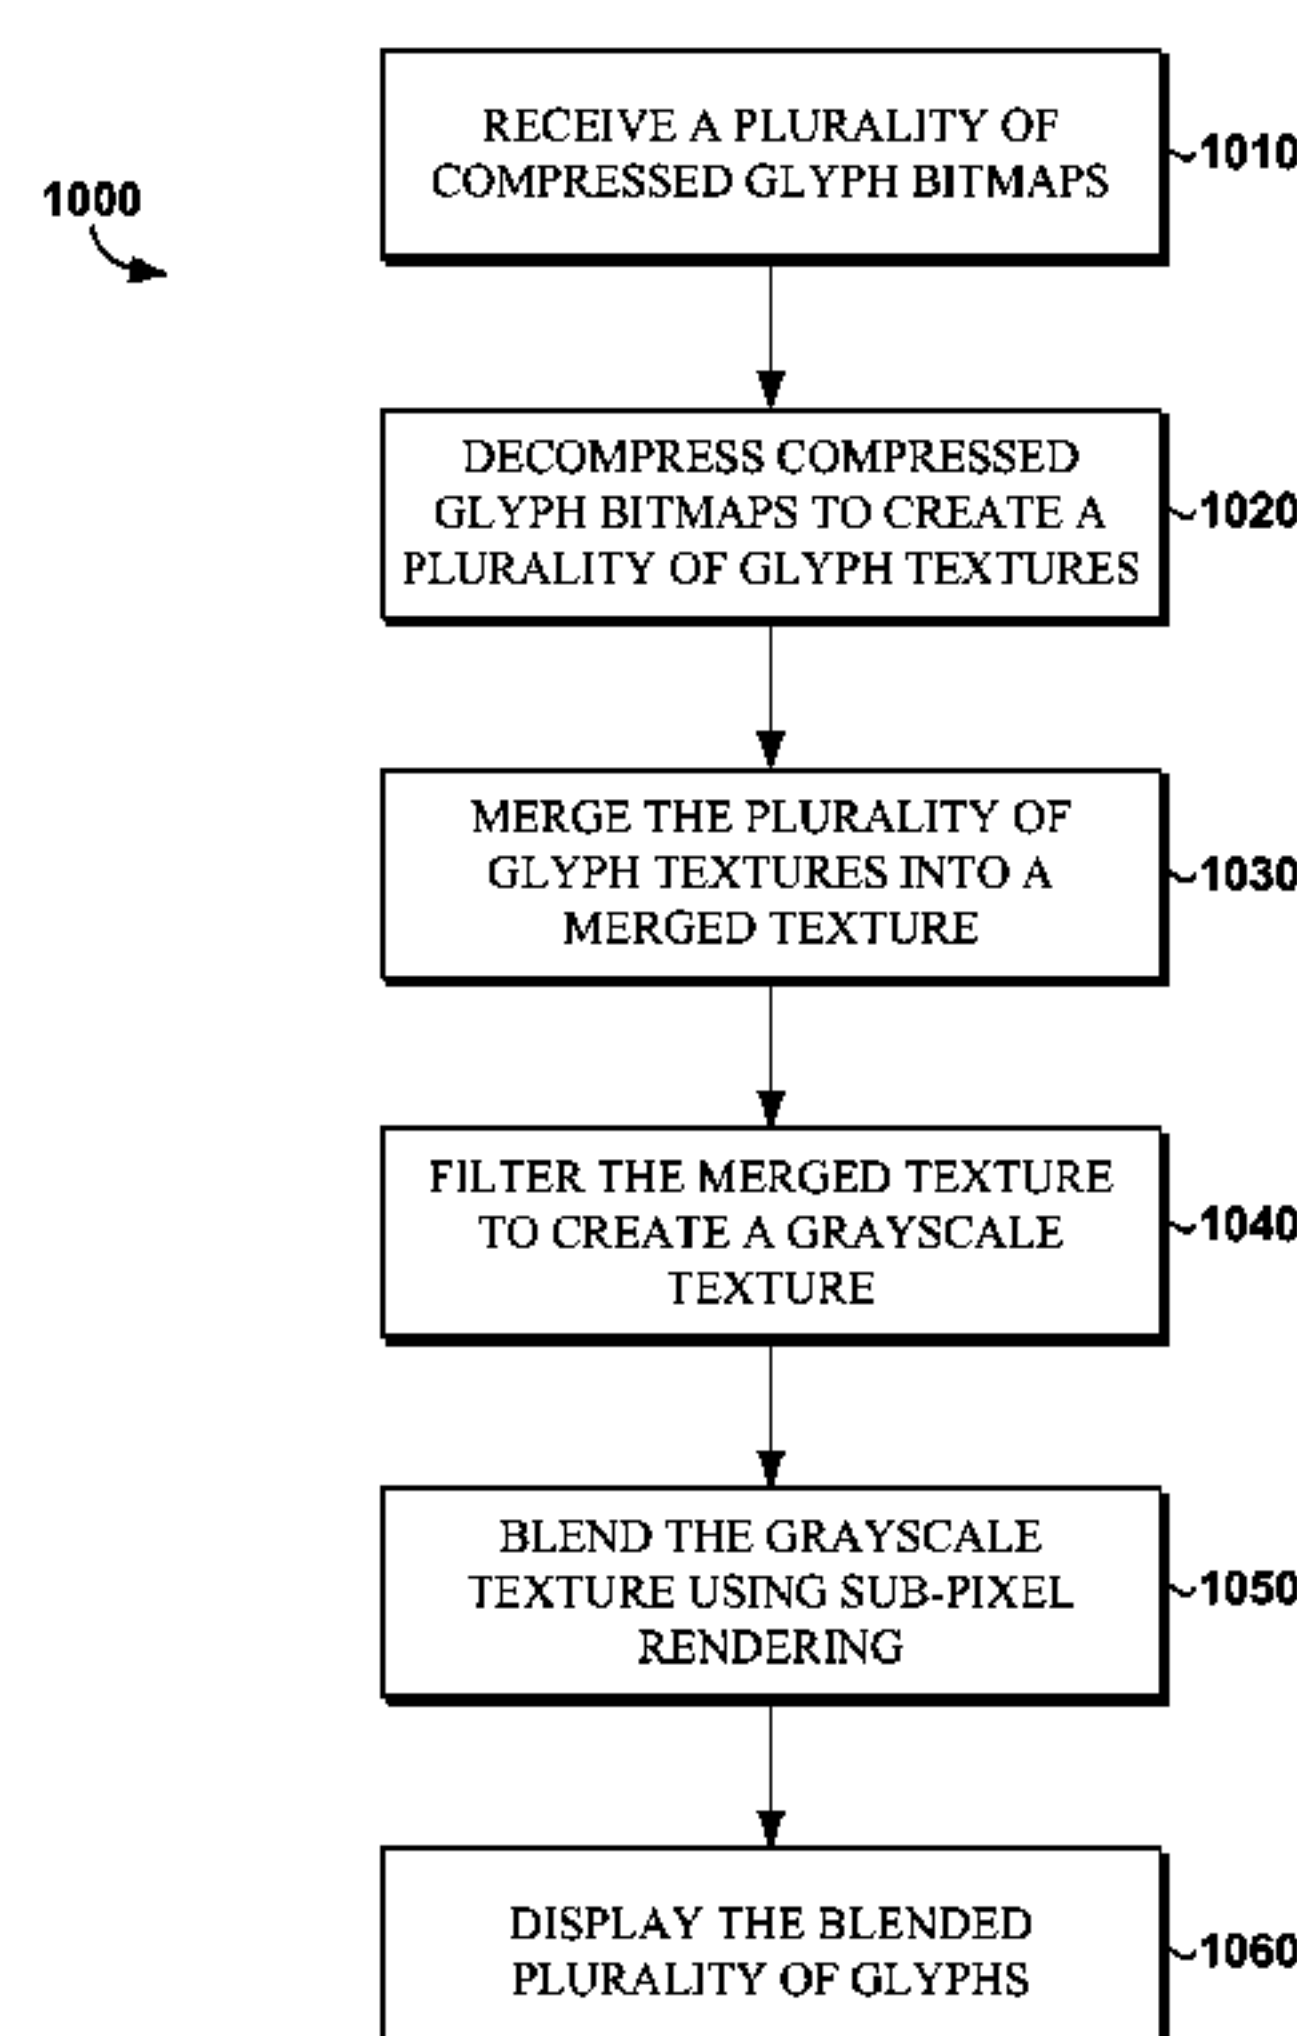 RECEIVE A PLURALITY OF
COMPRESSED GLYPH BITMAPS
1010
1000
DECOMPRESS COMPRESSED
GLYPH BITMAPS TO CREATE A
PLURALITY OF GLYPH TEXTURES
1020
MERGE THE PLURALITY OF
GLYPH TEXTURES INTO A
MERGED TEXTURE
1030
FILTER THE MERGED TEXTURE
TO CREATE A GRAYSCALE
TEXTURE
1040
BLEND THE GRAYSCALE
TEXTURE USING SUB-PIXEL
RENDERING
1050
DISPLAY THE BLENDED
PLURALITY OF GLYPHS
1060